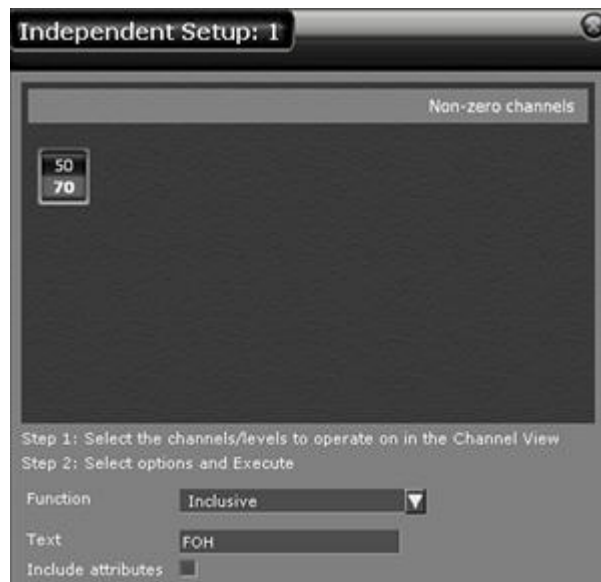 Independent Setup: 1
Non-zero channels
50
70
Step 1: Select the channels/levels to operate on in the Channel View
Step 2: Select options and Execute
Function Inclusive
Text FOH
Include attributes